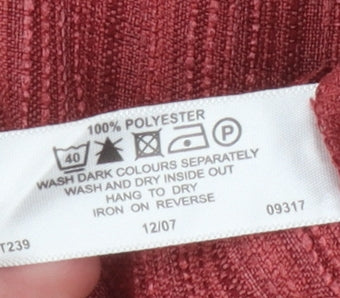 100% POLYESTER
40 P
WASH DARK COLOURS SEPARATELY
WASH AND DRY INSIDE OUT
HANG TO DRY
IRON ON REVERSE
T239 12/07 09317